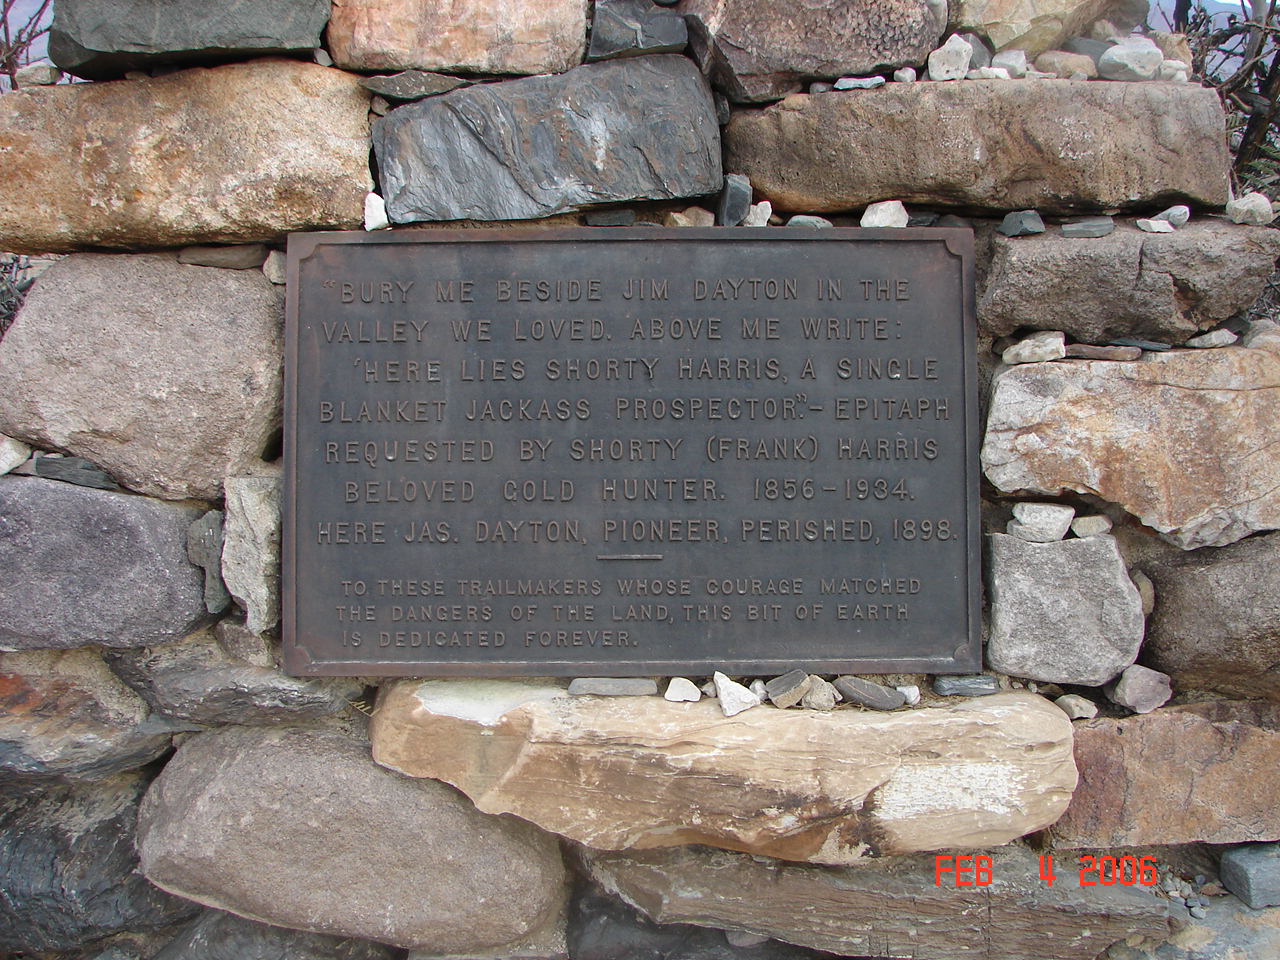 "BURY ME BESIDE JIM DAYTON IN THE
VALLEY WE LOVED. ABOVE ME WRITE:
'HERE LIES SHORTY HARRIS, A SINGLE
BLANKET JACKASS PROSPECTOR'."– EPITAPH
REQUESTED BY SHORTY (FRANK) HARRIS
BELOVED GOLD HUNTER. 1856–1934.
HERE JAS. DAYTON, PIONEER, PERISHED, 1898.
TO THESE TRAILMAKERS WHOSE COURAGE MATCHED
THE DANGERS OF THE LAND, THIS BIT OF EARTH
IS DEDICATED FOREVER.
FEB 4 2006